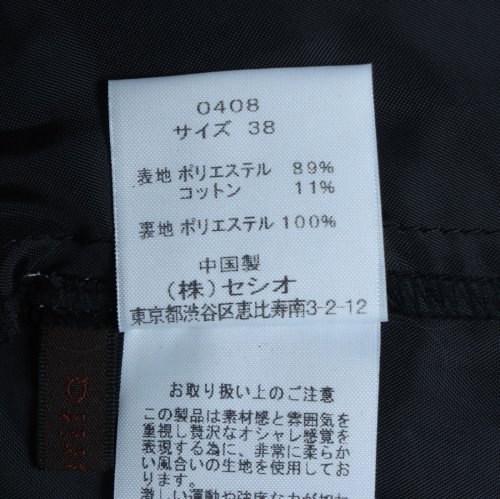 0408
サイズ 38
表地 ポリエステル 89%
コットン 11%
裏地 ポリエステル 100%
中国製
(株) セシオ
東京都渋谷区恵比寿南3-2-12
お取り扱い上のご注意
この製品は素材感と雰囲気を
重視し贅沢なオシャレ感覚を
表現する為に、非常に柔らか
い風合いの生地を使用してお
ります。